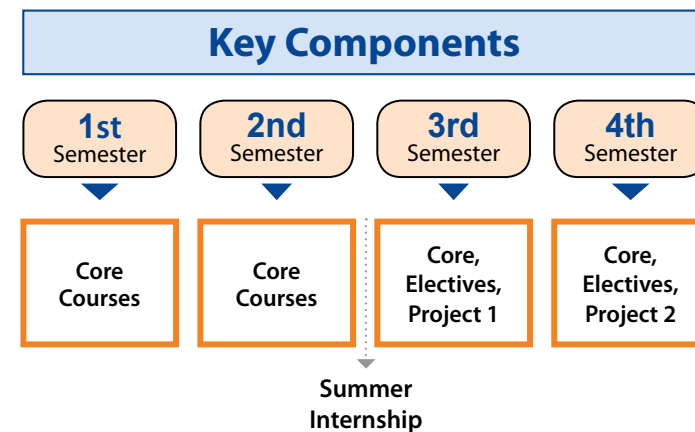 Key Components
1st
Semester
2nd
Semester
3rd
Semester
4th
Semester
Core
Courses
Core
Courses
Core,
Electives,
Project 1
Core,
Electives,
Project 2
Summer
Internship